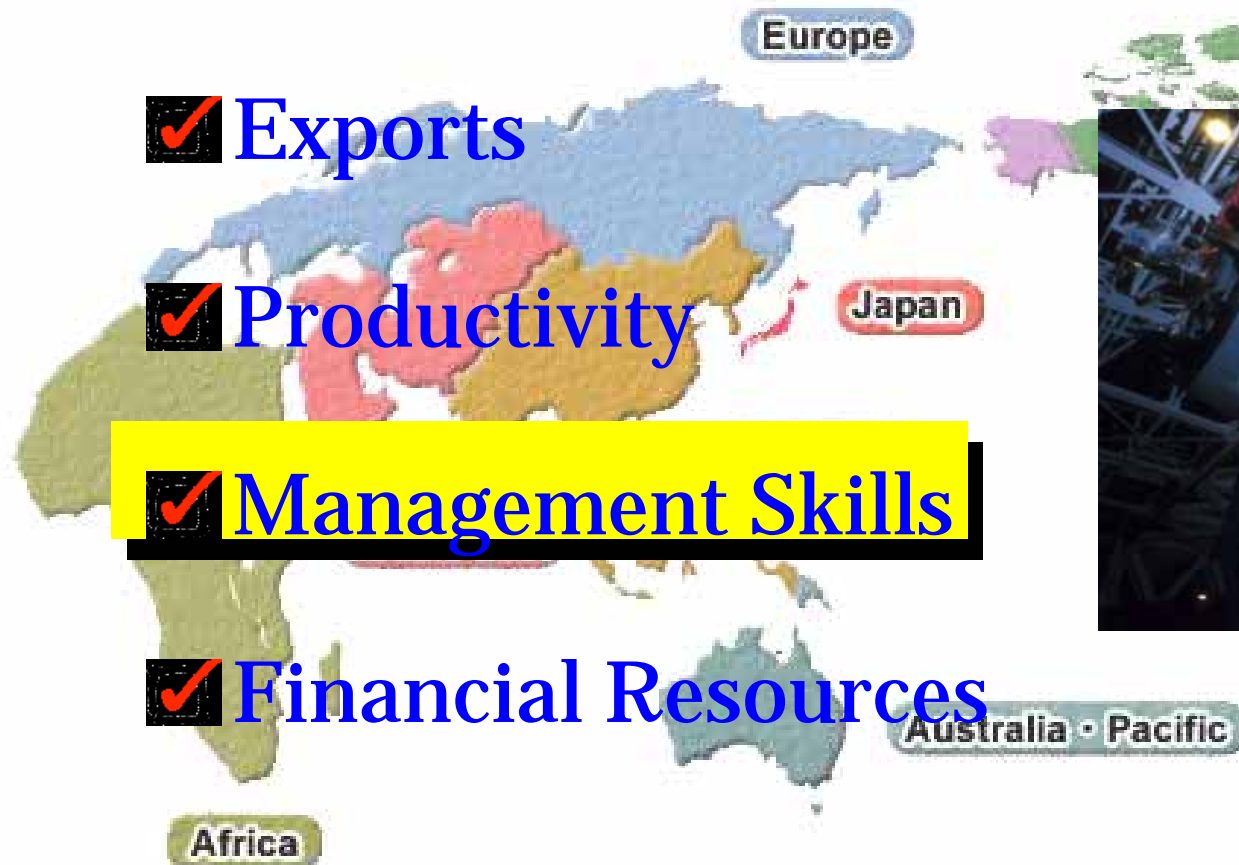 Europe
Exports
Productivity
Japan
Management Skills
Financial Resources
Australia・Pacific
Africa